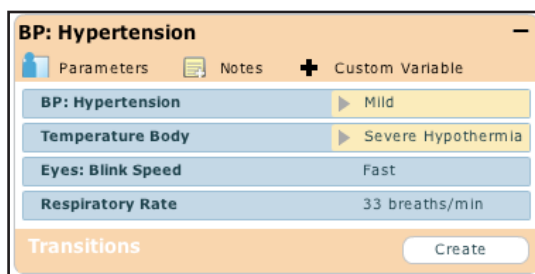 BP: Hypertension
Parameters Notes Custom Variable
BP: Hypertension Mild
Temperature Body Severe Hypothermia
Eyes: Blink Speed Fast
Respiratory Rate 33 breaths/min
Transitions Create